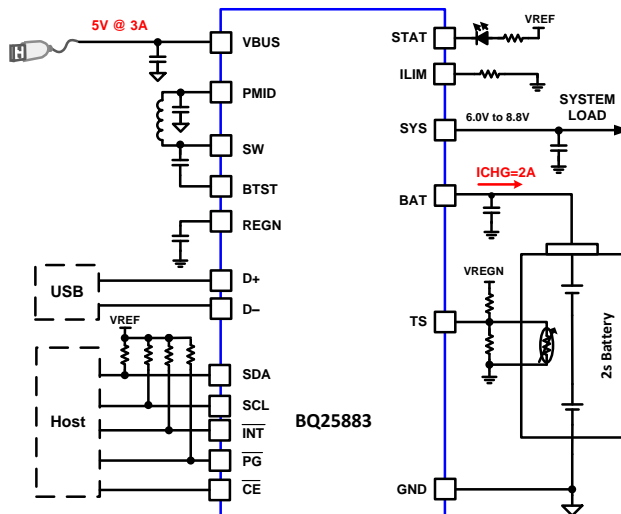 5V @ 3A
VBUS
PMID
SW
BTST
REGN
USB
D+
D–
VREF
Host
SDA
SCL
INT
PG
CE
BQ25883
STAT
VREF
ILIM
SYSTEM
LOAD
SYS
6.0V to 8.8V
ICHG=2A
BAT
VREGN
TS
2s Battery
GND